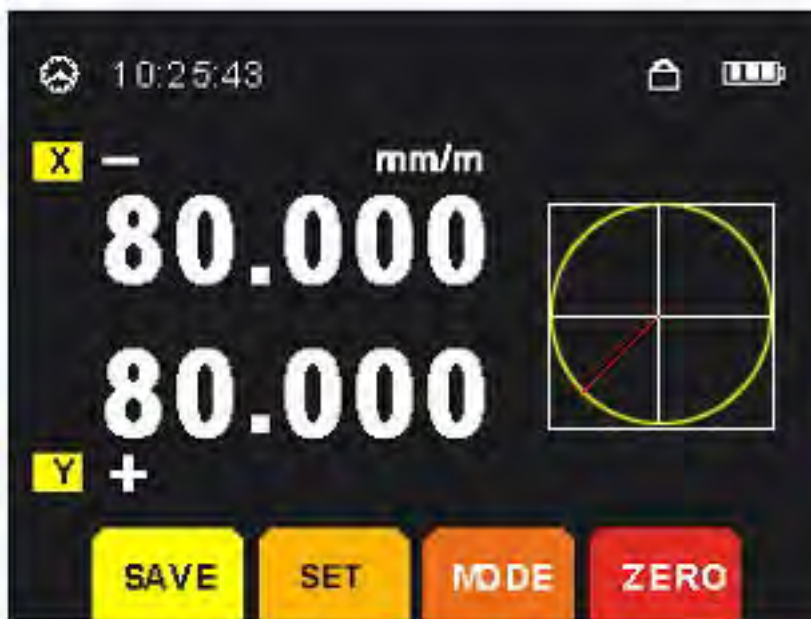 10:25:43
X − mm/m
80.000
80.000
Y +
SAVE SET MODE ZERO